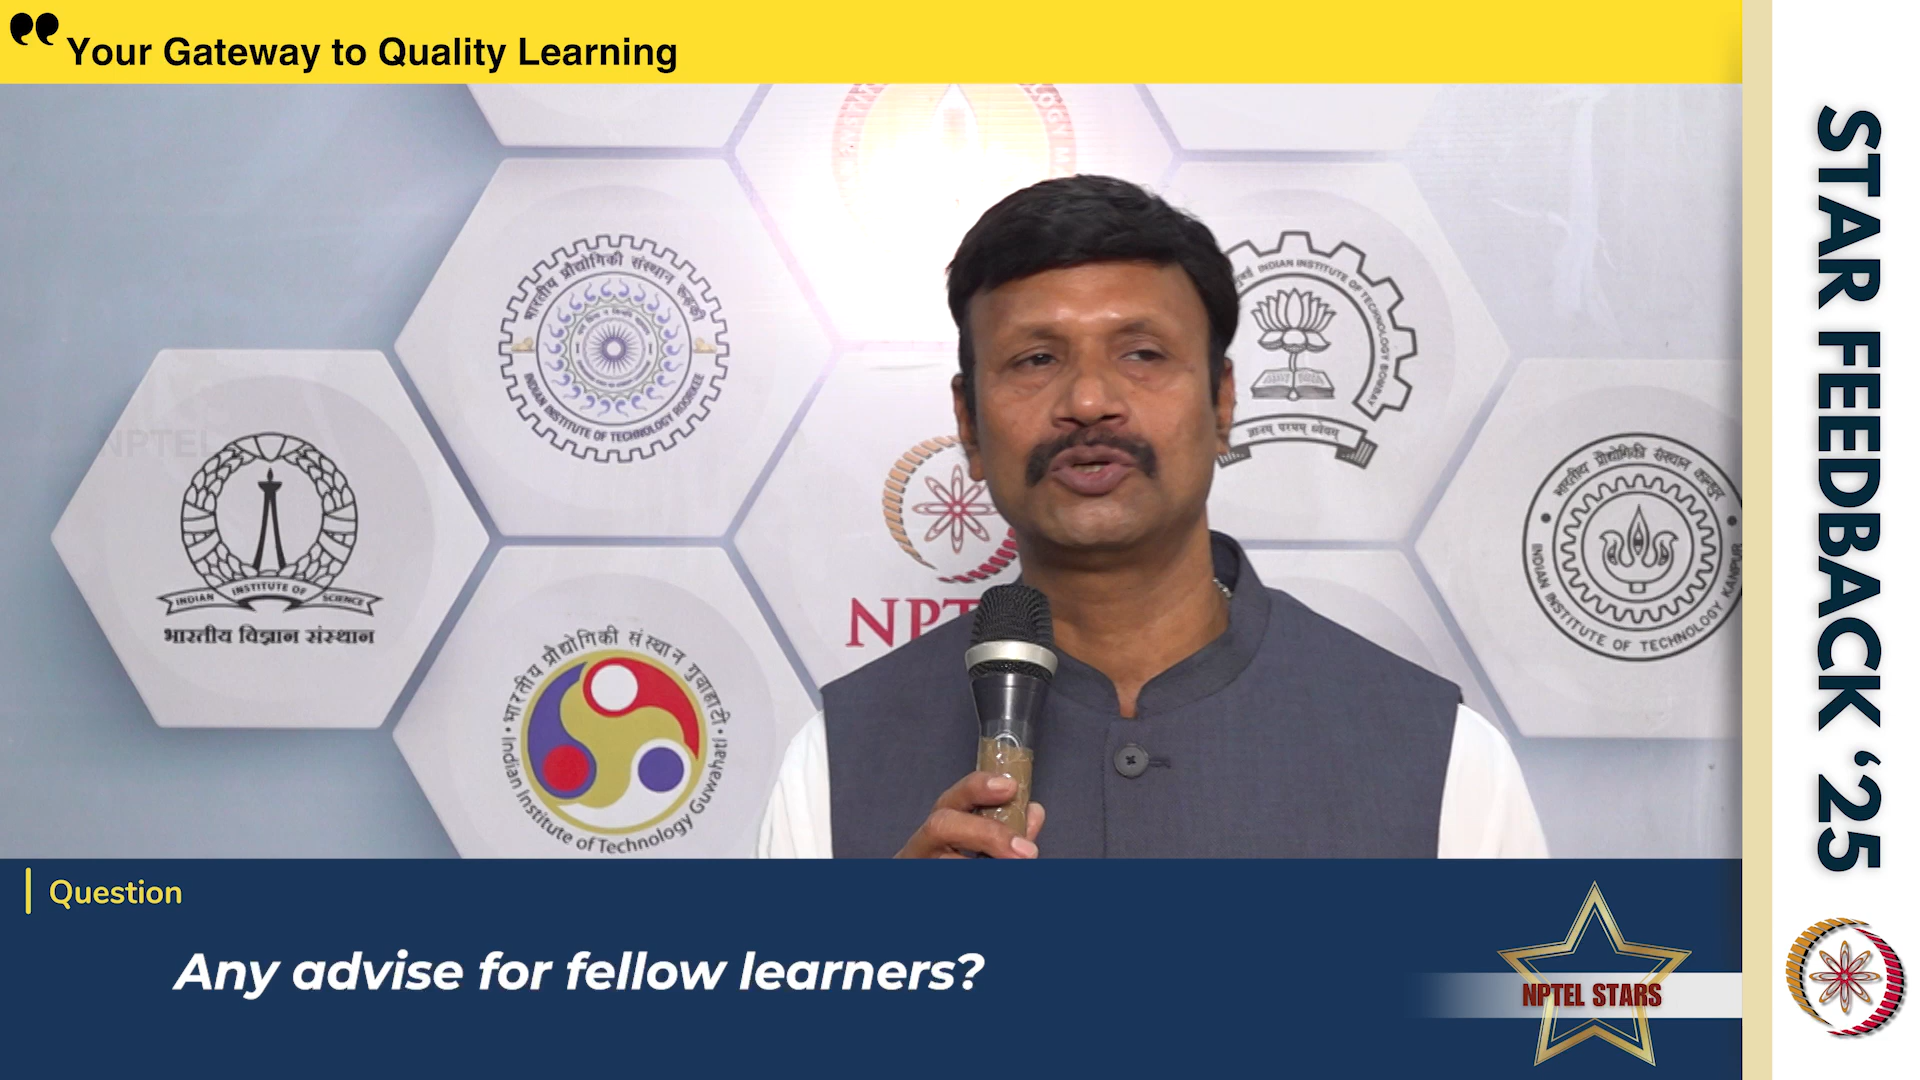 Your Gateway to Quality Learning
NPTEL
भारतीय प्रौद्योगिकी संस्थान रूड़की
INDIAN INSTITUTE OF TECHNOLOGY ROORKEE
INDIAN INSTITUTE OF TECHNOLOGY BOMBAY
ज्ञानम् परमम् ध्येयम्
INDIAN INSTITUTE OF SCIENCE
भारतीय विज्ञान संस्थान
भारतीय प्रौद्योगिकी संस्थान कानपुर
INDIAN INSTITUTE OF TECHNOLOGY KANPUR
भारतीय प्रौद्योगिकी संस्थान गुवाहाटी
Indian Institute of Technology Guwahati
Question
Any advise for fellow learners?
NPTEL STARS
STAR FEEDBACK ‘25